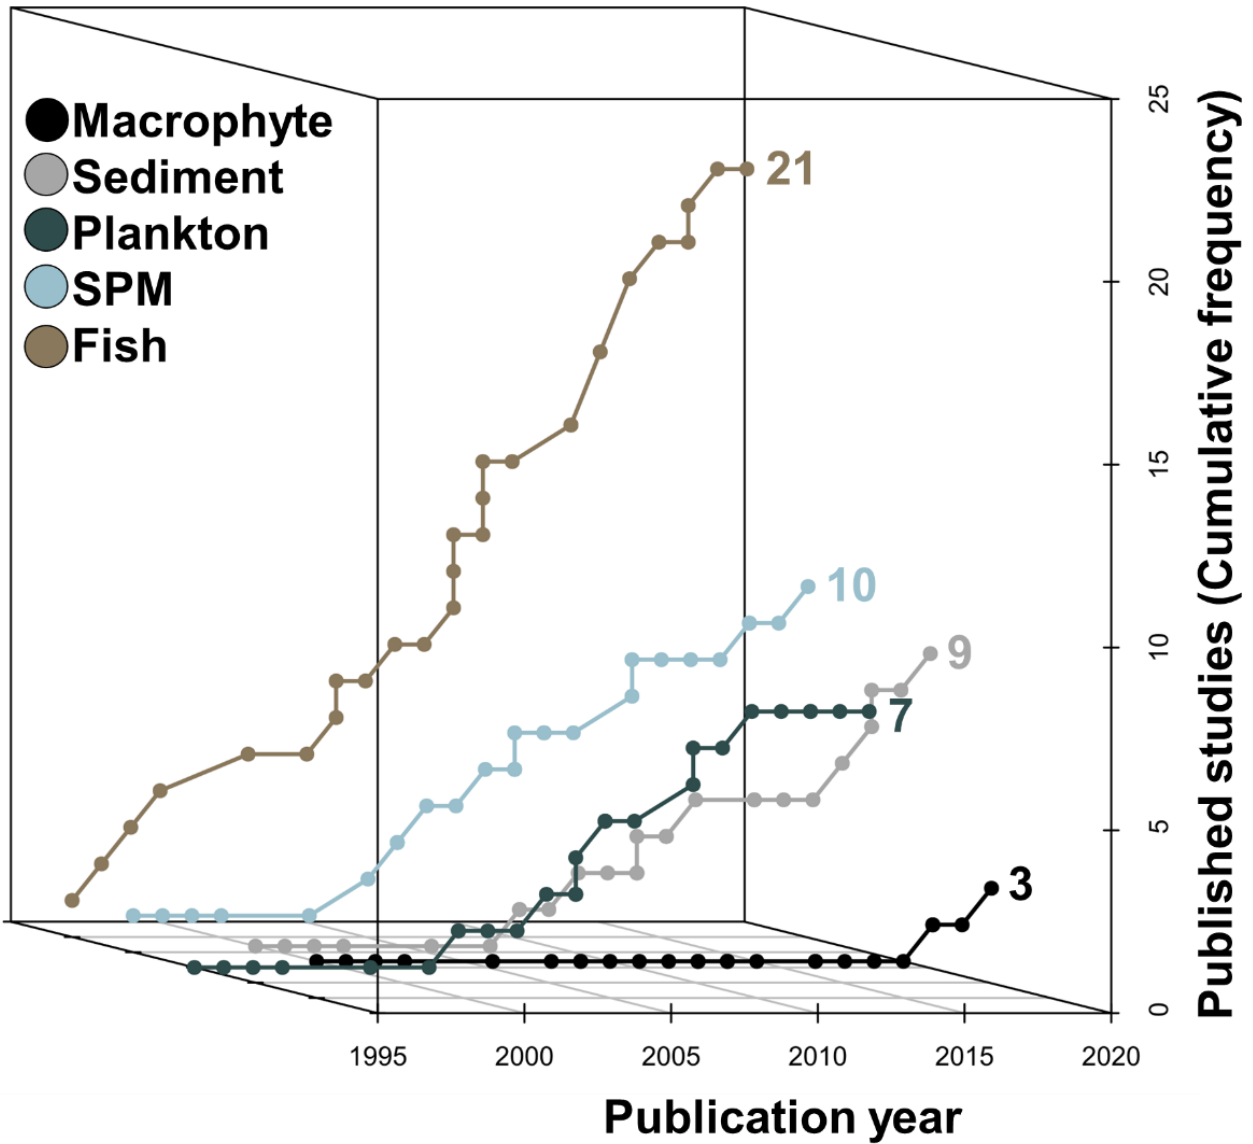 Macrophyte
Sediment
Plankton
SPM
Fish
21
10
9
7
3
25
20
15
10
5
0
Published studies (Cumulative frequency)
1995 2000 2005 2010 2015 2020
Publication year